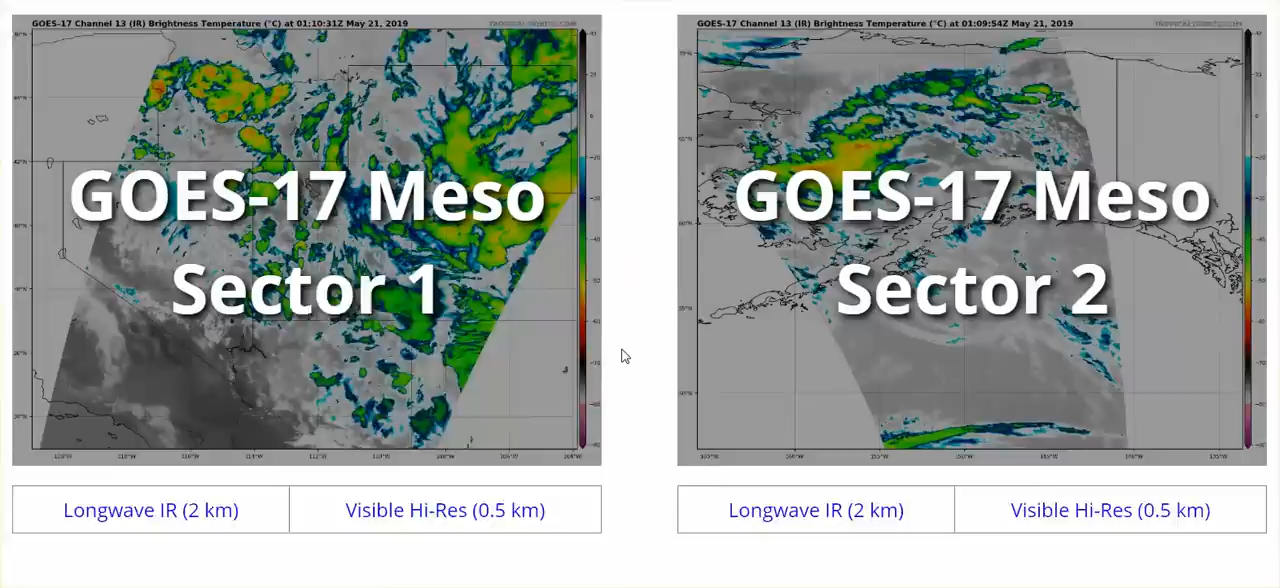 GOES-17 Channel 13 (IR) Brightness Temperature (°C) at 01:10:31Z May 21, 2019
GOES-17 Meso
Sector 1
Longwave IR (2 km)
Visible Hi-Res (0.5 km)
GOES-17 Channel 13 (IR) Brightness Temperature (°C) at 01:09:54Z May 21, 2019
GOES-17 Meso
Sector 2
Longwave IR (2 km)
Visible Hi-Res (0.5 km)